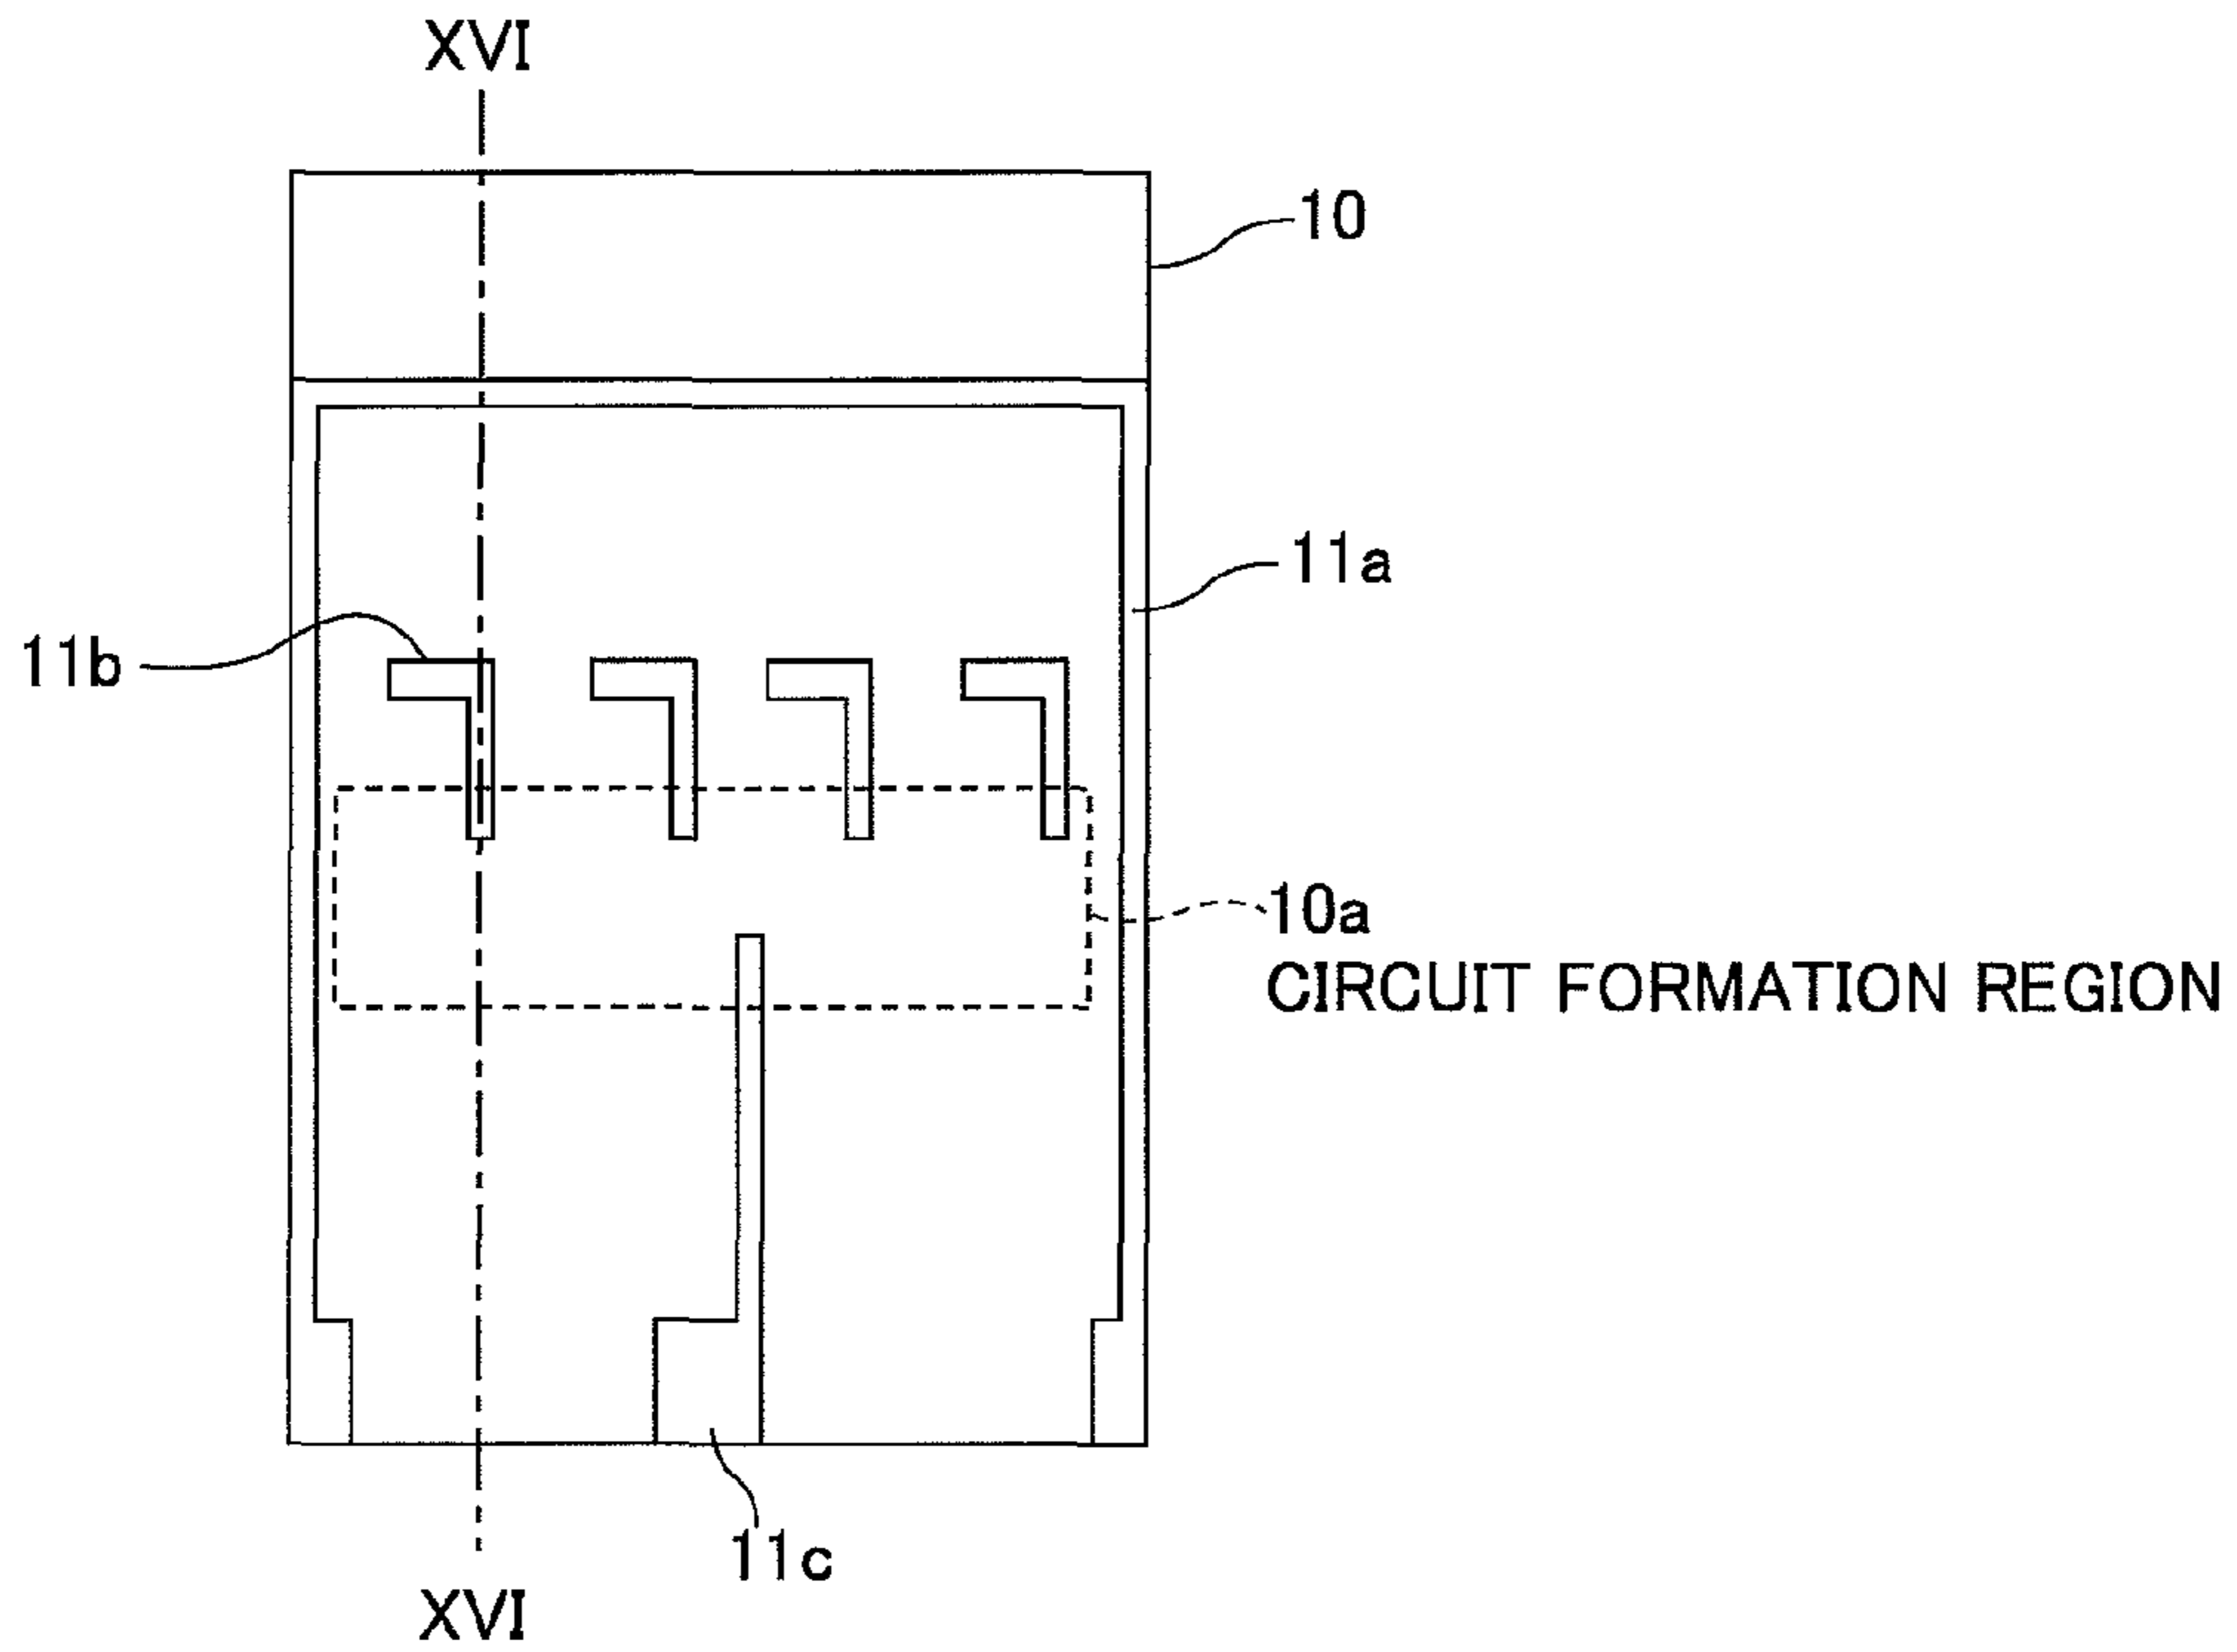 XVI
10
11a
11b
10a
CIRCUIT FORMATION REGION
11c
XVI